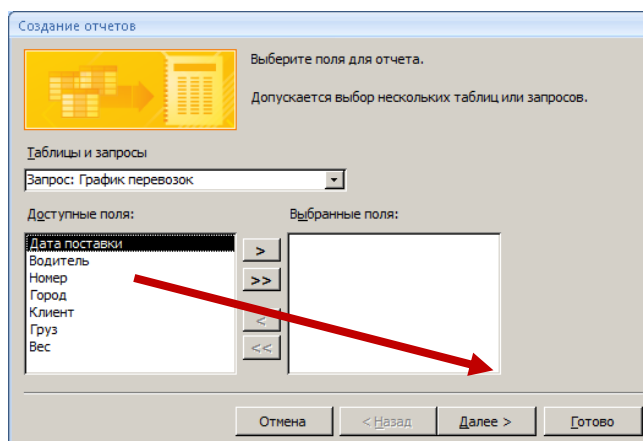 Создание отчетов
Выберите поля для отчета.
Допускается выбор нескольких таблиц или запросов.
Таблицы и запросы
Запрос: График перевозок
Доступные поля:
Выбранные поля:
Дата поставки
Водитель
Номер
Город
Клиент
Груз
Вес
>
>>
<
<<
Отмена
< Назад
Далее >
Готово